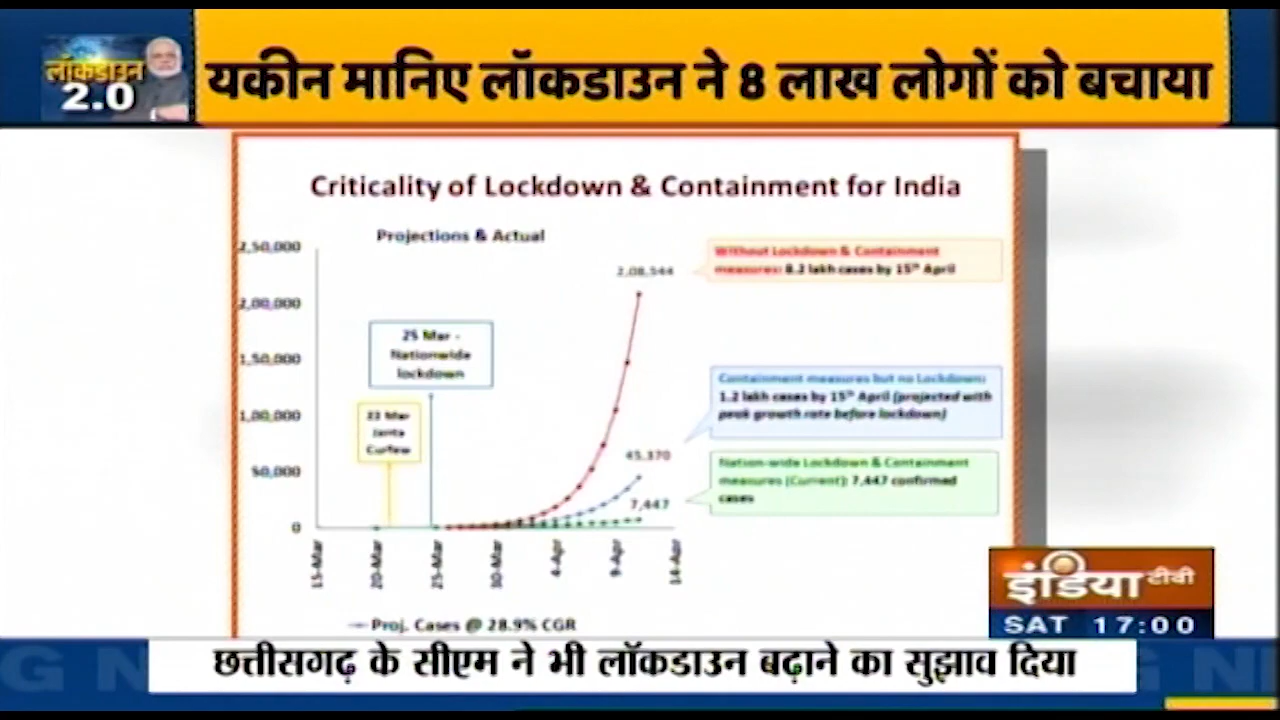 लॉकडाउन
2.0
यकीन मानिए लॉकडाउन ने 8 लाख लोगों को बचाया
Criticality of Lockdown & Containment for India
Projections & Actual
2,50,000
2,00,000
1,50,000
1,00,000
50,000
0
25 Mar -
Nationwide
lockdown
Mar
Janta
Curfew
2,08,544
45,370
7,447
Without Lockdown & Containment
measures: 8.2 lakh cases by 15th April
Containment measures but no Lockdown:
1.2 lakh cases by 15th April (projected with
peak growth rate before lockdown)
Nation-wide Lockdown & Containment
measures (Current): 7,447 confirmed
cases
15-Mar
20-Mar
25-Mar
30-Mar
4-Apr
9-Apr
14-Apr
Proj. Cases @ 28.9% CGR
इंडिया टीवी
SAT 17:00
छत्तीसगढ़ के सीएम ने भी लॉकडाउन बढ़ाने का सुझाव दिया